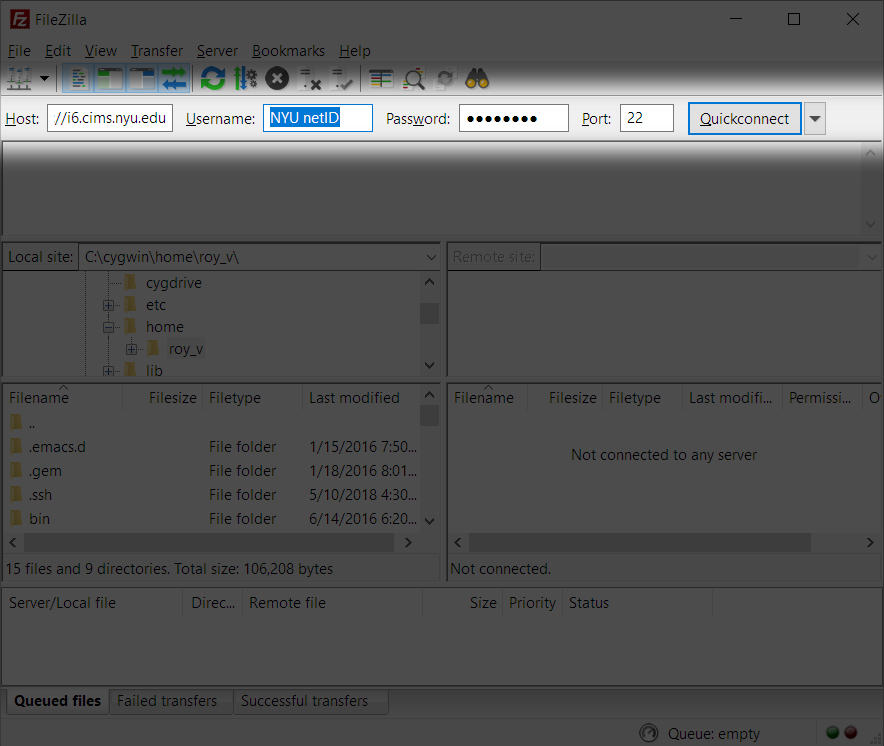 FileZilla
File Edit View Transfer Server Bookmarks Help
Host: ://i6.cims.nyu.edu Username: NYU netID Password: ●●●●●●●● Port: 22 Quickconnect
Local site: C:\cygwin\home\roy_v\ Remote site:
cygdrive
etc
home
roy_v
lib
Filename Filesize Filetype Last modified Filename Filesize Filetype Last modifi... Permissi... O
..
.emacs.d File folder 1/15/2016 7:50...
.gem File folder 1/18/2016 8:01...
Not connected to any server
.ssh File folder 5/10/2018 4:30...
bin File folder 6/14/2016 6:20...
15 files and 9 directories. Total size: 106,208 bytes Not connected.
Server/Local file Direc... Remote file Size Priority Status
Queued files Failed transfers Successful transfers
Queue: empty